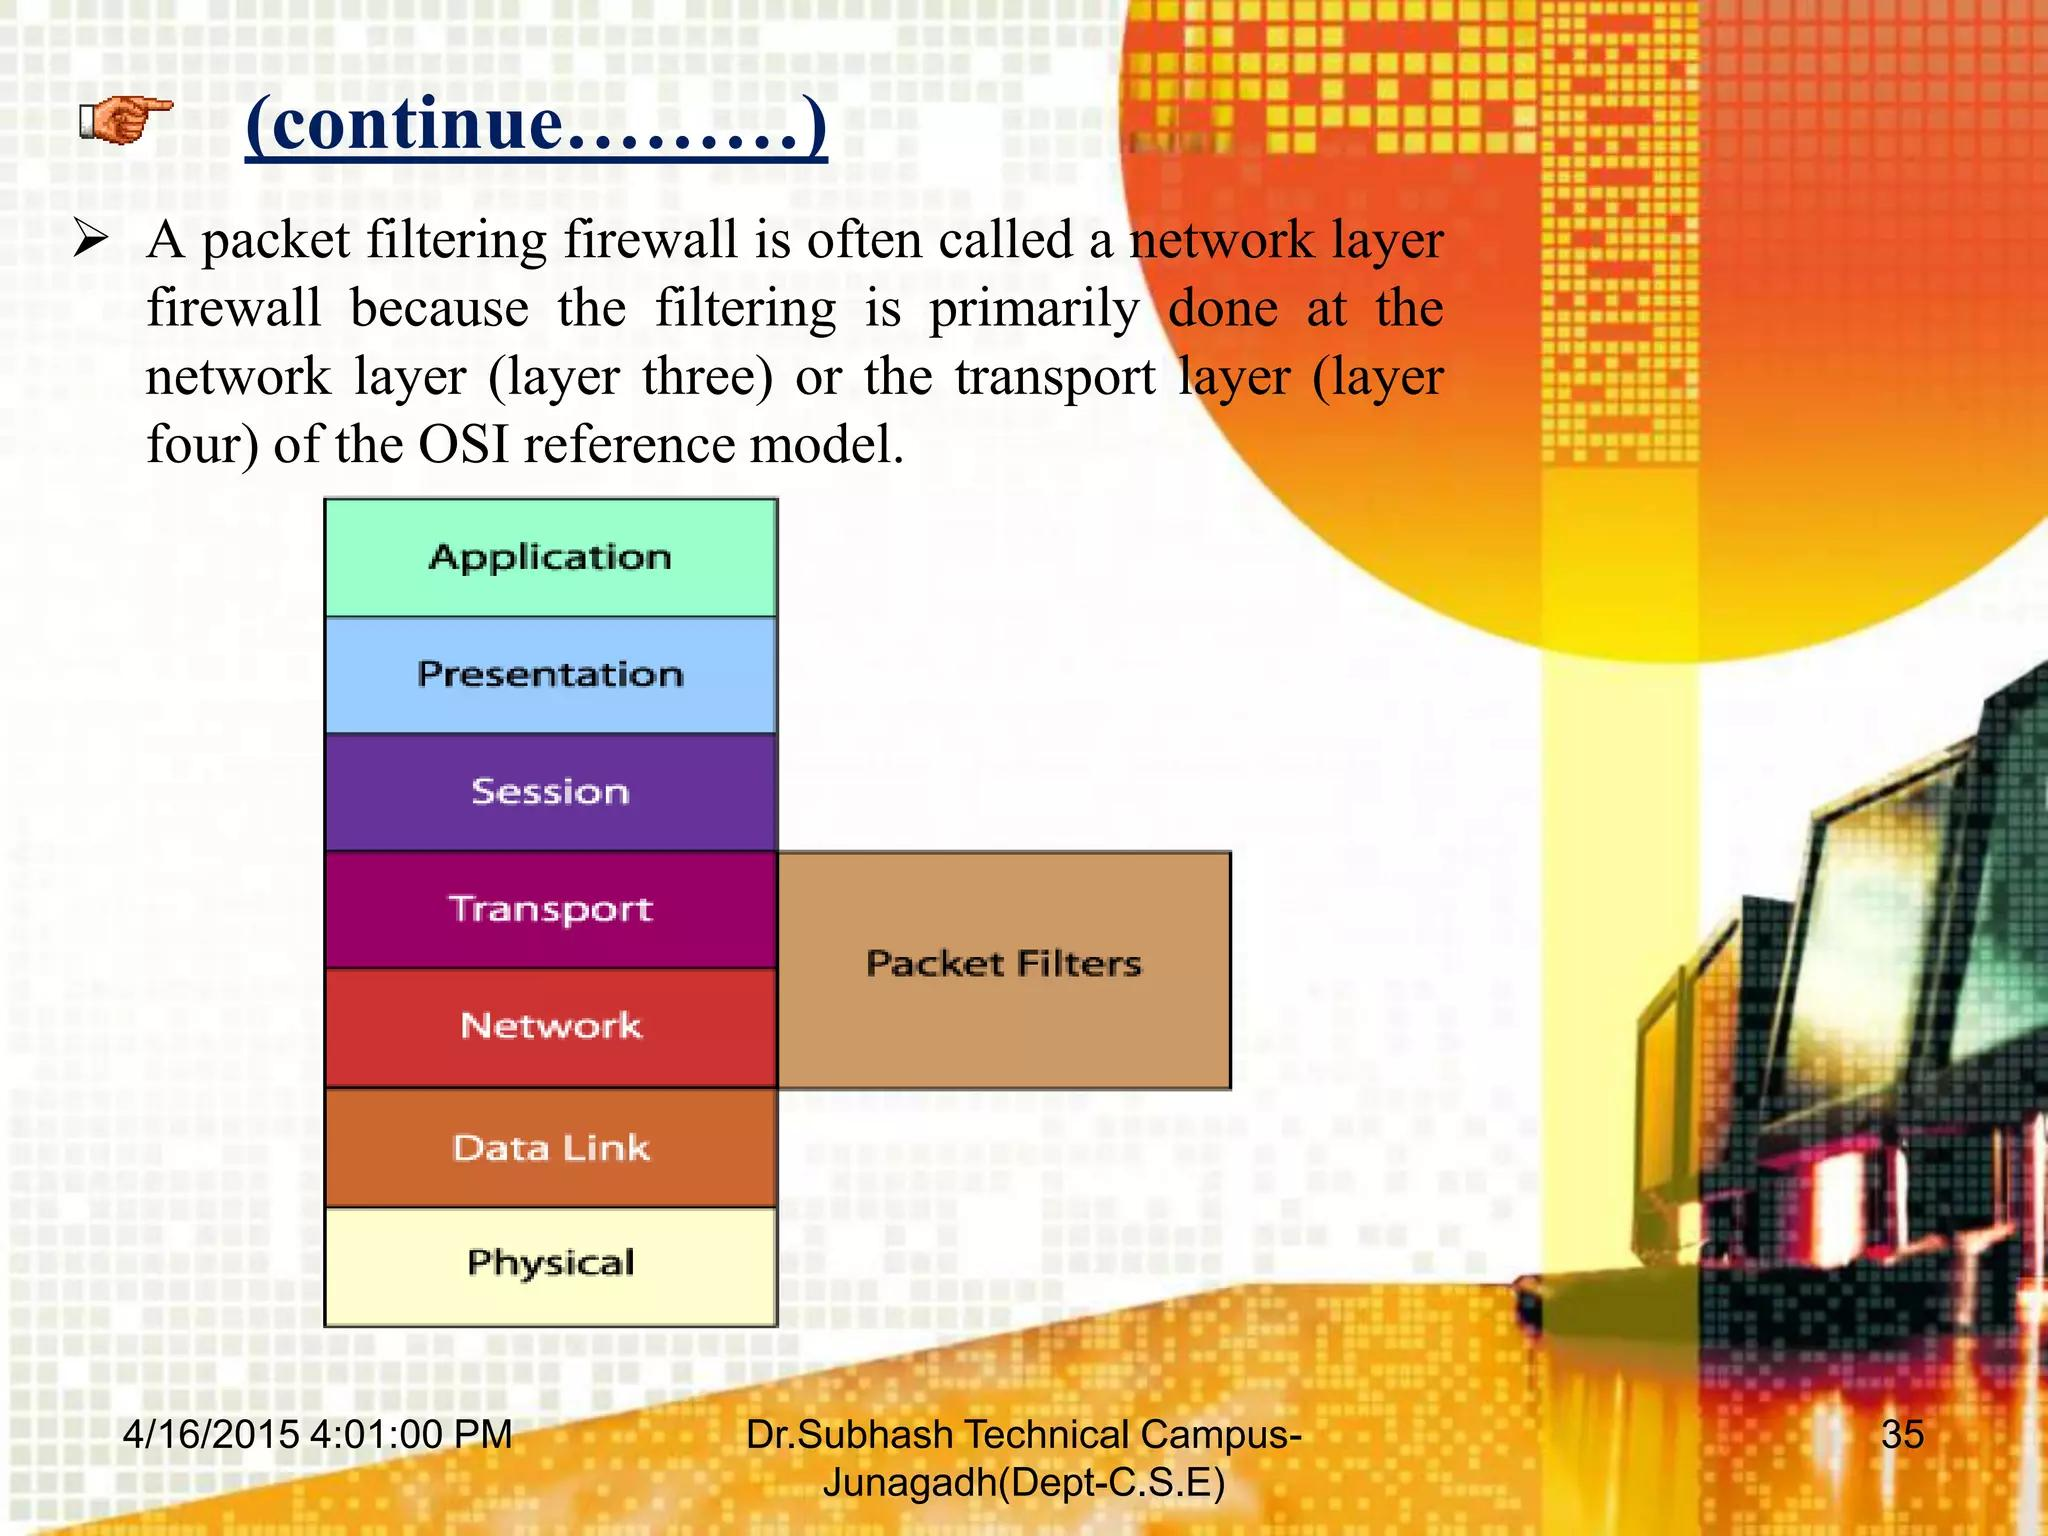 (continue………)
➢ A packet filtering firewall is often called a network layer
firewall because the filtering is primarily done at the
network layer (layer three) or the transport layer (layer
four) of the OSI reference model.
Application
Presentation
Session
Transport
Packet Filters
Network
Data Link
Physical
4/16/2015 4:01:00 PM
Dr.Subhash Technical Campus-
Junagadh(Dept-C.S.E)
35